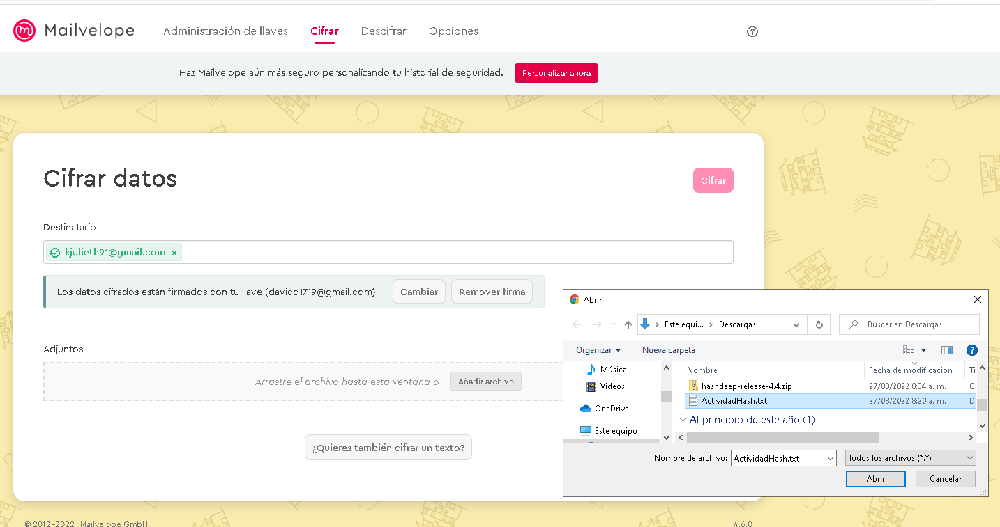 Mailvelope Administración de llaves Cifrar Descifrar Opciones ?
Haz Mailvelope aún más seguro personalizando tu historial de seguridad. Personalizar ahora
Cifrar datos
Cifrar
Destinatario
kjulieth91@gmail.com ×
Los datos cifrados están firmados con tu llave (davico1719@gmail.com) Cambiar Remover firma
Adjuntos
Arrastre el archivo hasta esta ventana o Añadir archivo
¿Quieres también cifrar un texto?
Abrir
Este equi... › Descargas
Buscar en Descargas
Organizar Nueva carpeta ?
Música
Videos
OneDrive
Este equipo
Nombre Fecha de modificación Ti
hashdeep-release-4.4.zip 27/08/2022 8:34 a. m.
ActividadHash.txt 27/08/2022 8:20 a. m.
Al principio de este año (1)
Nombre de archivo: ActividadHash.txt Todos los archivos (*.*)
Abrir Cancelar
© 2012-2022 Mailvelope GmbH 4.6.0